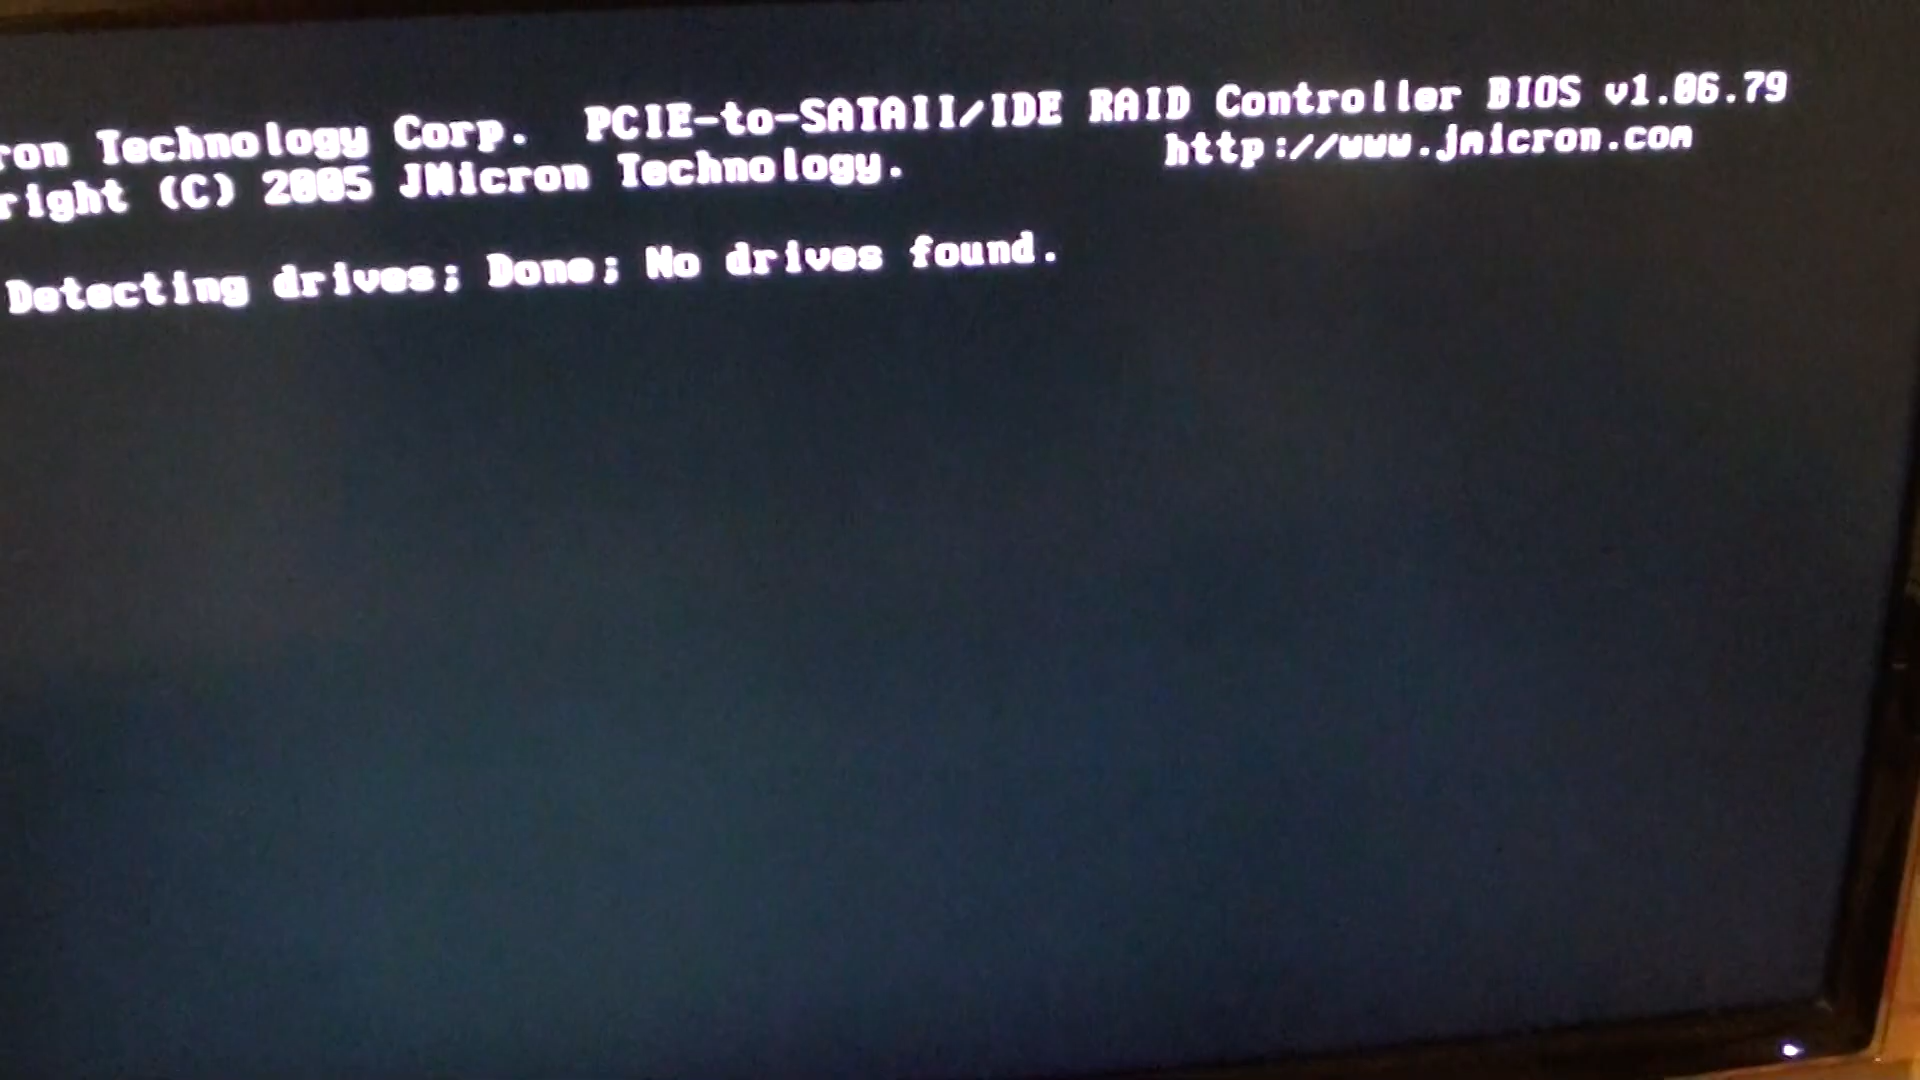 ron Technology Corp. PCIE-to-SATAII/IDE RAID Controller BIOS v1.06.79
right (C) 2005 JMicron Technology. http://www.jmicron.com
Detecting drives; Done; No drives found.